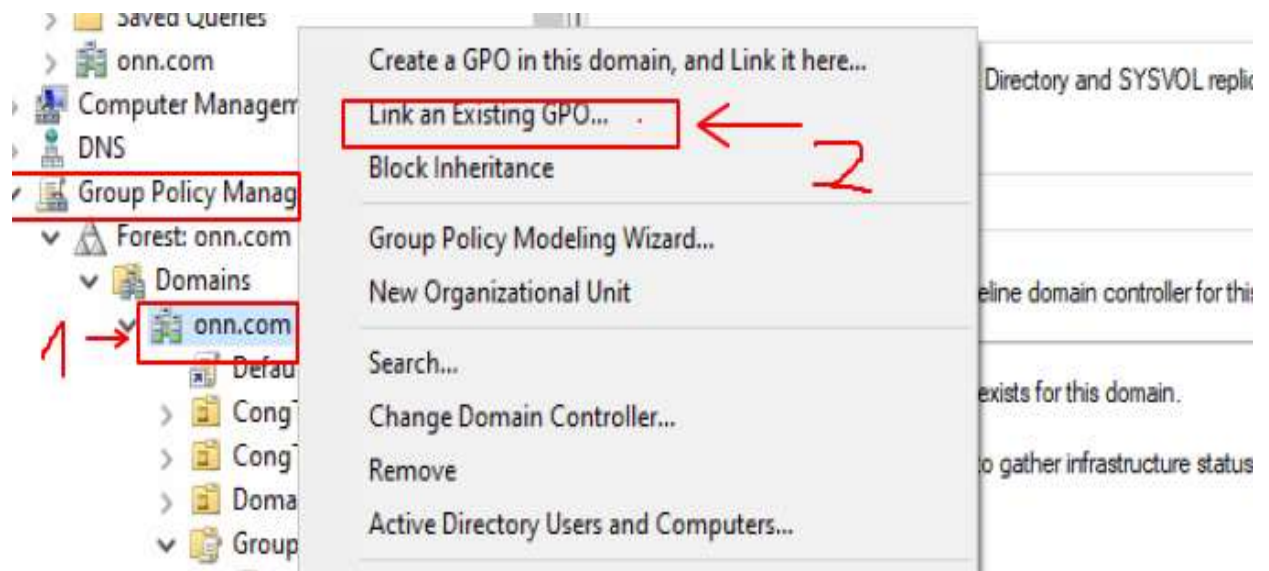 Saved Queries
onn.com
Computer Managem
DNS
Group Policy Manag
Forest: onn.com
Domains
1
onn.com
Defau
Cong
Cong
Doma
Group
Create a GPO in this domain, and Link it here...
Link an Existing GPO...
2
Block Inheritance
Group Policy Modeling Wizard...
New Organizational Unit
Search...
Change Domain Controller...
Remove
Active Directory Users and Computers...
Directory and SYSVOL replic
eline domain controller for this
exists for this domain.
to gather infrastructure status